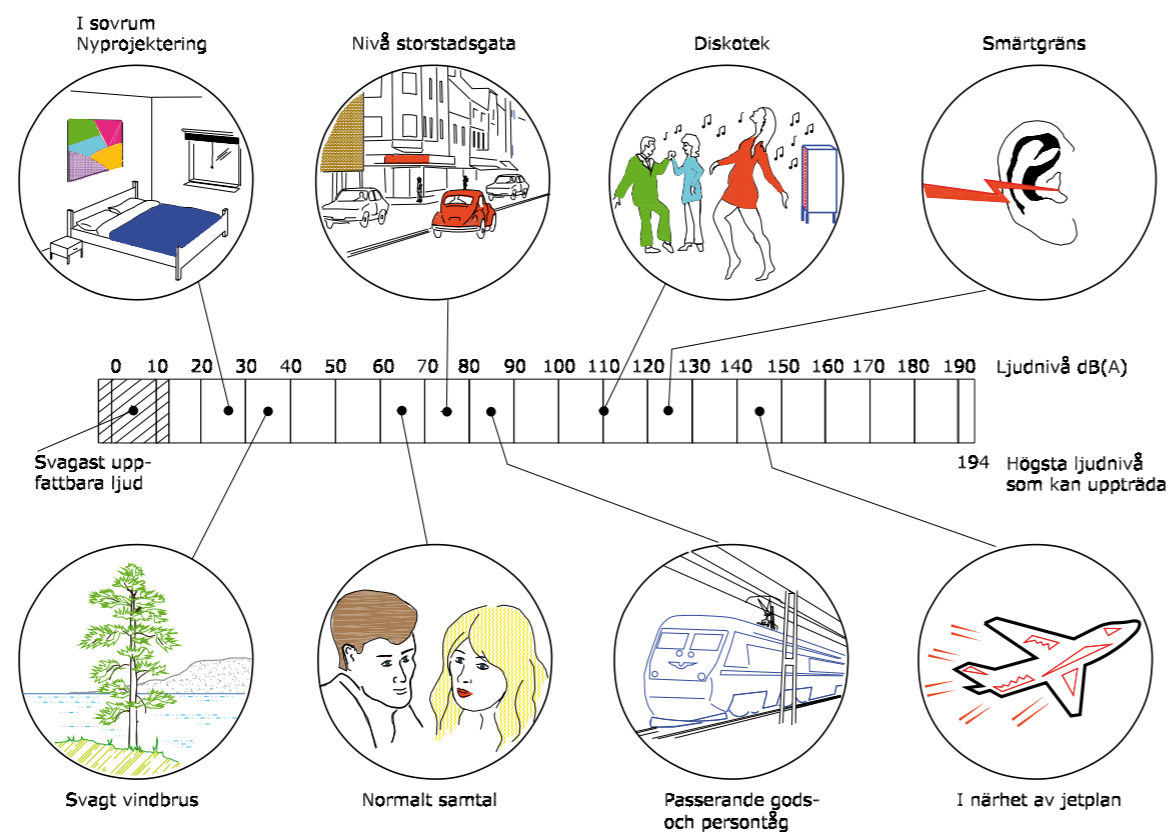 I sovrum
Nyprojektering
Nivå storstadsgata
Diskotek
Smärtgräns
0 10 20 30 40 50 60 70 80 90 100 110 120 130 140 150 160 170 180 190 Ljudnivå dB(A)
Svagast upp-
fattbara ljud
194 Högsta ljudnivå
som kan uppträda
Svagt vindbrus
Normalt samtal
Passerande gods-
och persontåg
I närhet av jetplan